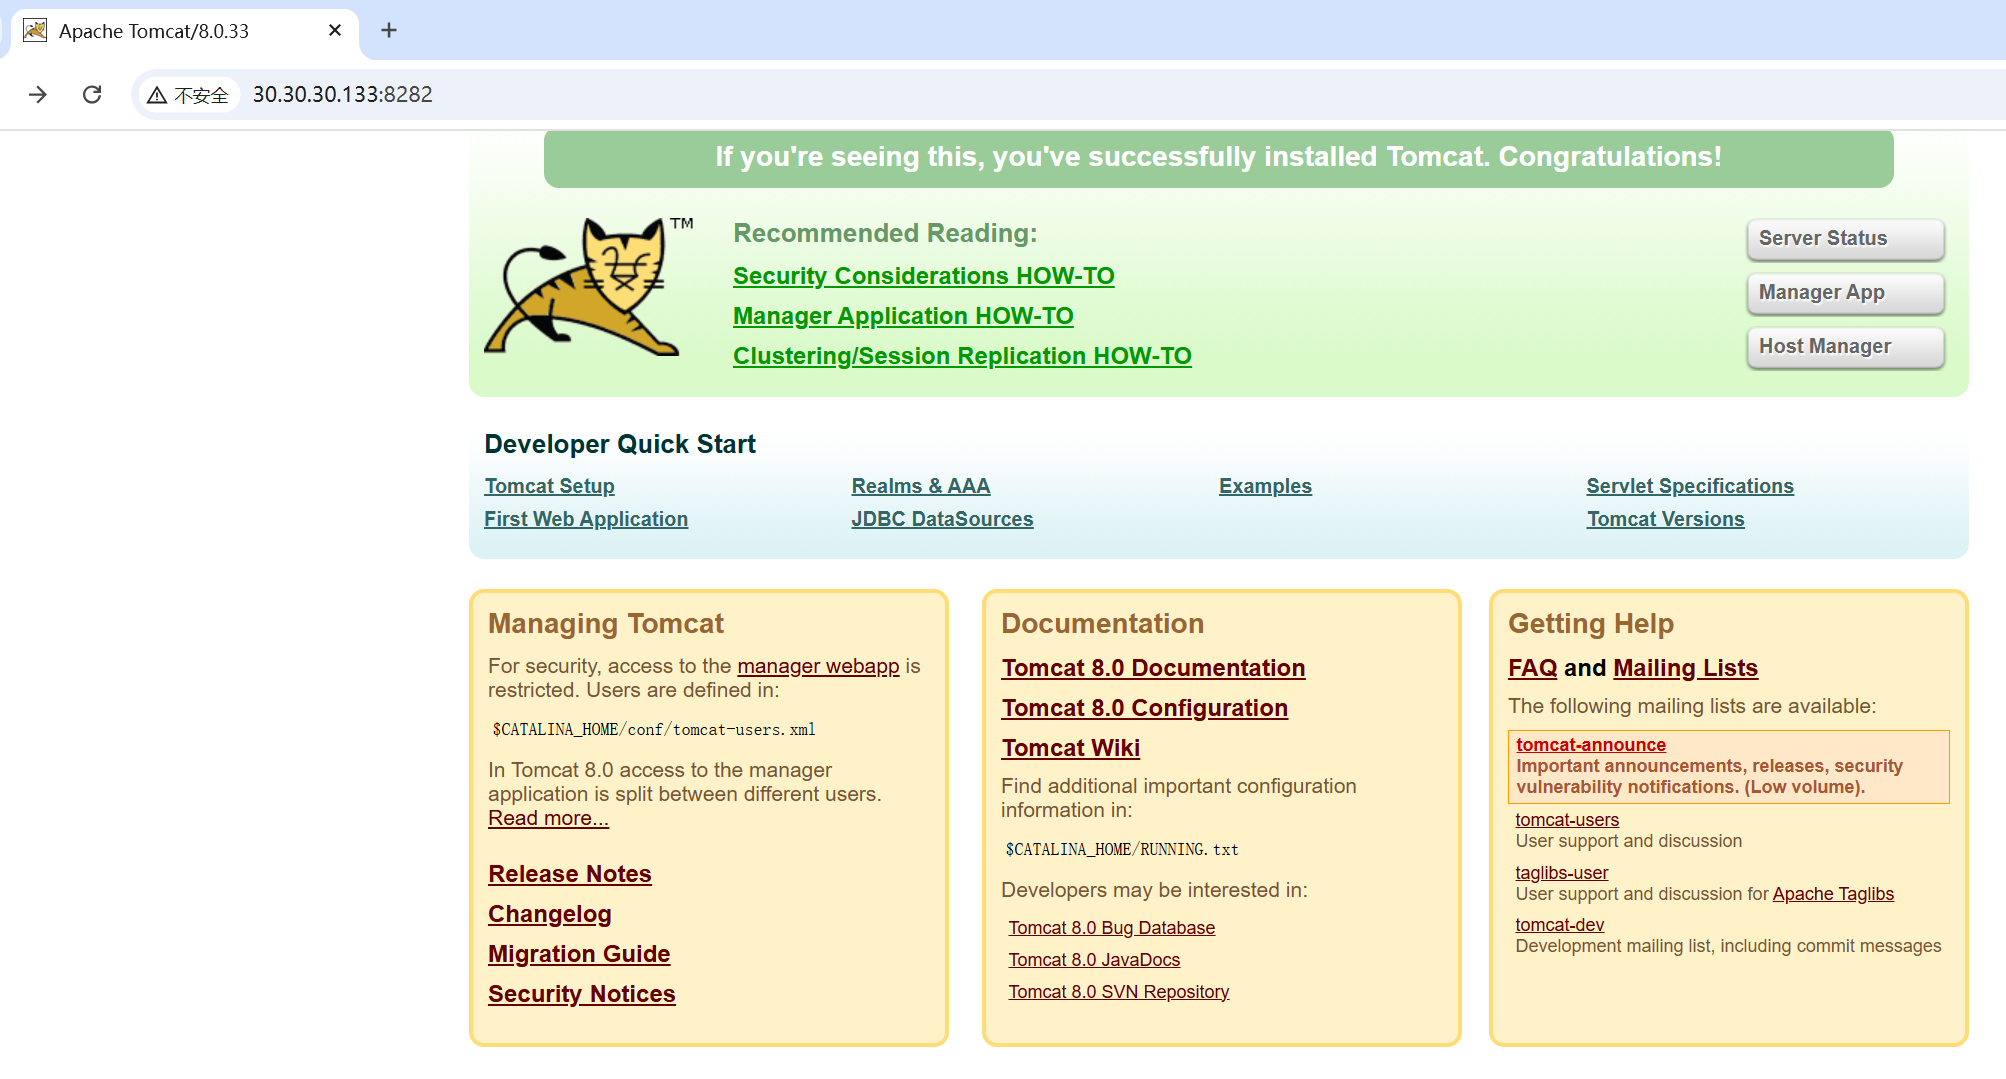 Apache Tomcat/8.0.33
不安全
30.30.30.133:8282
If you're seeing this, you've successfully installed Tomcat. Congratulations!
TM
Recommended Reading:
Security Considerations HOW-TO
Manager Application HOW-TO
Clustering/Session Replication HOW-TO
Server Status
Manager App
Host Manager
Developer Quick Start
Tomcat Setup
First Web Application
Realms & AAA
JDBC DataSources
Examples
Servlet Specifications
Tomcat Versions
Managing Tomcat
For security, access to the manager webapp is
restricted. Users are defined in:
$CATALINA_HOME/conf/tomcat-users.xml
In Tomcat 8.0 access to the manager
application is split between different users.
Read more...
Release Notes
Changelog
Migration Guide
Security Notices
Documentation
Tomcat 8.0 Documentation
Tomcat 8.0 Configuration
Tomcat Wiki
Find additional important configuration
information in:
$CATALINA_HOME/RUNNING.txt
Developers may be interested in:
Tomcat 8.0 Bug Database
Tomcat 8.0 JavaDocs
Tomcat 8.0 SVN Repository
Getting Help
FAQ and Mailing Lists
The following mailing lists are available:
tomcat-announce
Important announcements, releases, security
vulnerability notifications. (Low volume).
tomcat-users
User support and discussion
taglibs-user
User support and discussion for Apache Taglibs
tomcat-dev
Development mailing list, including commit messages